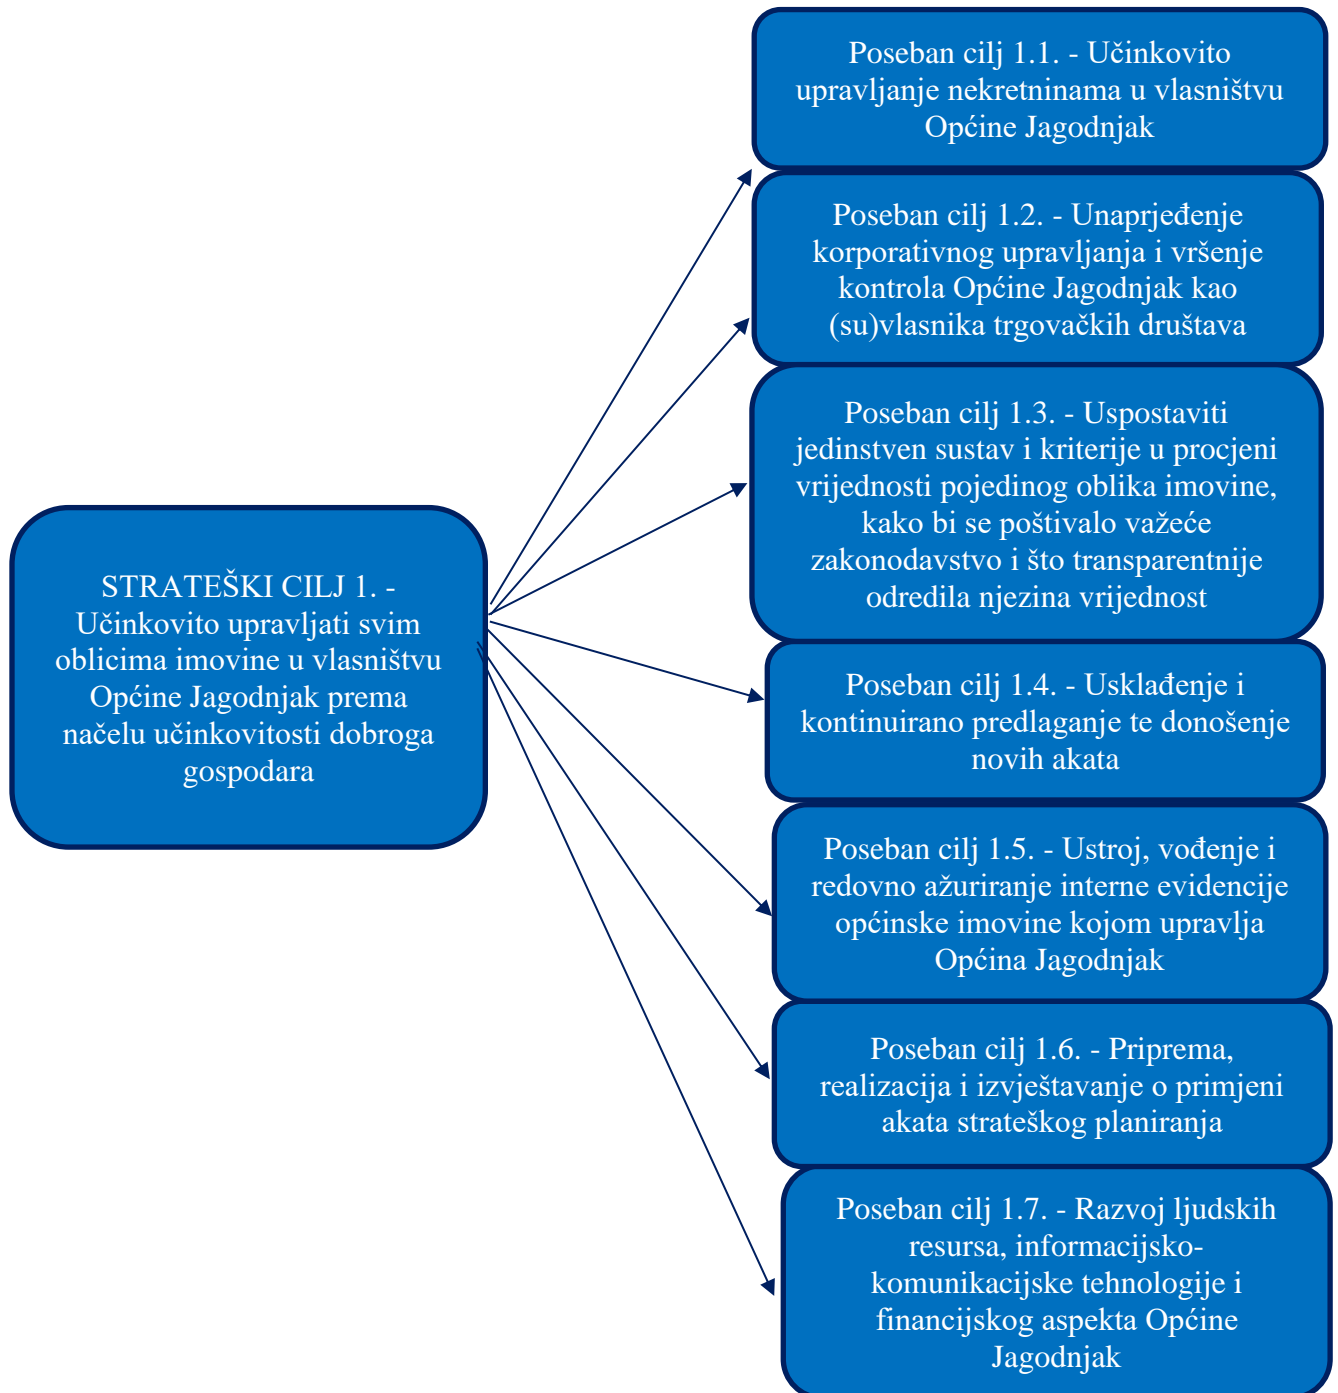 STRATEŠKI CILJ 1. -
Učinkovito upravljati svim
oblicima imovine u vlasništvu
Općine Jagodnjak prema
načelu učinkovitosti dobroga
gospodara
Poseban cilj 1.1. - Učinkovito
upravljanje nekretninama u vlasništvu
Općine Jagodnjak
Poseban cilj 1.2. - Unaprjeđenje
korporativnog upravljanja i vršenje
kontrola Općine Jagodnjak kao
(su)vlasnika trgovačkih društava
Poseban cilj 1.3. - Uspostaviti
jedinstven sustav i kriterije u procjeni
vrijednosti pojedinog oblika imovine,
kako bi se poštivalo važeće
zakonodavstvo i što transparentnije
odredila njezina vrijednost
Poseban cilj 1.4. - Usklađenje i
kontinuirano predlaganje te donošenje
novih akata
Poseban cilj 1.5. - Ustroj, vođenje i
redovno ažuriranje interne evidencije
općinske imovine kojom upravlja
Općina Jagodnjak
Poseban cilj 1.6. - Priprema,
realizacija i izvještavanje o primjeni
akata strateškog planiranja
Poseban cilj 1.7. - Razvoj ljudskih
resursa, informacijsko-
komunikacijske tehnologije i
financijskog aspekta Općine
Jagodnjak